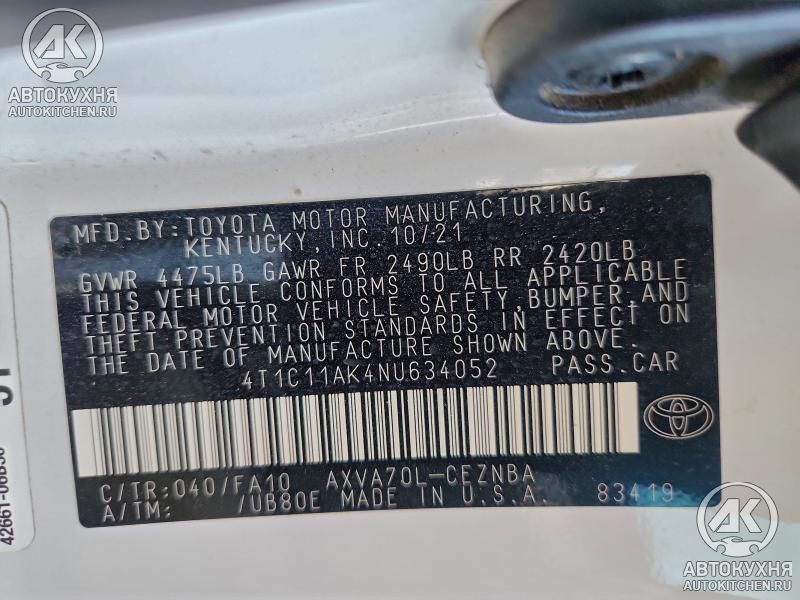 AK
АВТОКУХНЯ
AUTOKITCHEN.RU
MFD. BY: TOYOTA MOTOR MANUFACTURING,
KENTUCKY, INC. 10/21
GVWR 4475LB GAWR FR 2490LB RR 2420LB
THIS VEHICLE CONFORMS TO ALL APPLICABLE
FEDERAL MOTOR VEHICLE SAFETY, BUMPER, AND
THEFT PREVENTION STANDARDS IN EFFECT ON
THE DATE OF MANUFACTURE SHOWN ABOVE.
4T1C11AK4NU634052 PASS. CAR
C/TR: 040/FA10 AXVA70L-CEZNBA
A/TM: /UB80E MADE IN U.S.A. 83419
AK
АВТОКУХНЯ
AUTOKITCHEN.RU